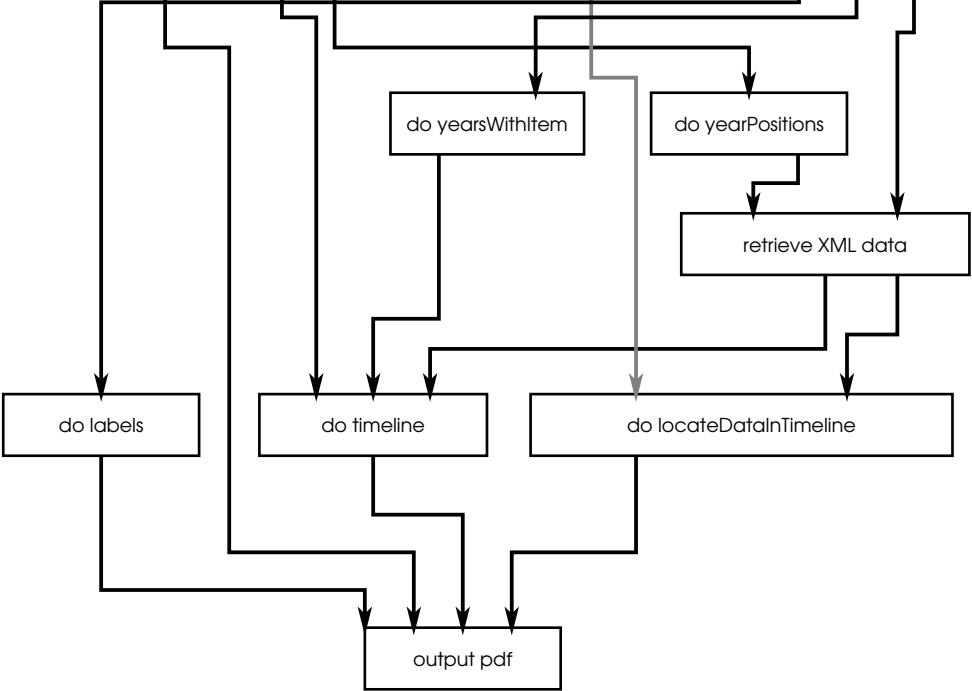 do yearsWithItem
do yearPositions
retrieve XML data
do labels
do timeline
do locateDataInTimeline
output pdf